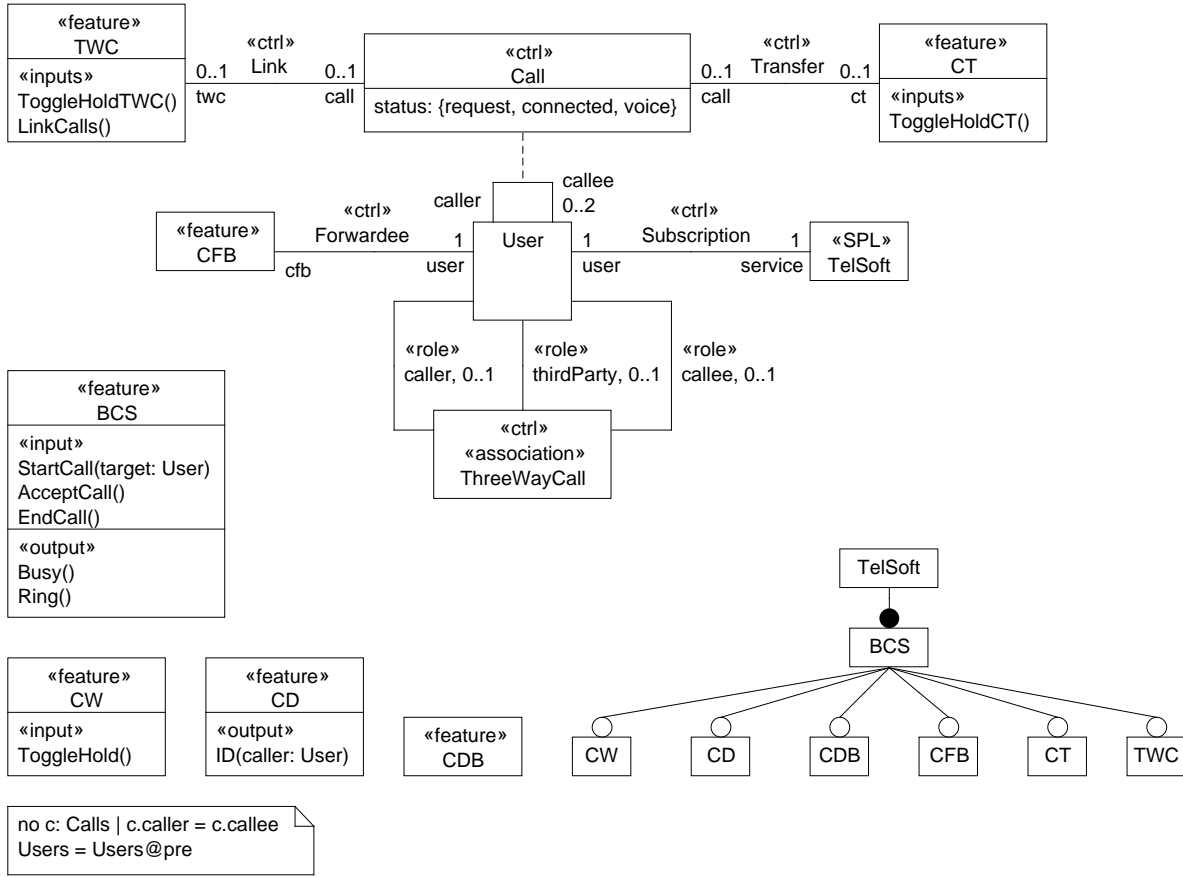 «feature»
TWC
«inputs»
ToggleHoldTWC()
LinkCalls()
«ctrl»
Link
0..1
twc
0..1
call
«ctrl»
Call
status: {request, connected, voice}
«ctrl»
Transfer
0..1
call
0..1
ct
«feature»
CT
«inputs»
ToggleHoldCT()
caller
callee
0..2
«feature»
CFB
«ctrl»
Forwardee
cfb
1
user
User
«ctrl»
Subscription
1
user
1
service
«SPL»
TelSoft
«role»
caller, 0..1
«role»
thirdParty, 0..1
«role»
callee, 0..1
«ctrl»
«association»
ThreeWayCall
«feature»
BCS
«input»
StartCall(target: User)
AcceptCall()
EndCall()
«output»
Busy()
Ring()
TelSoft
BCS
CW
CD
CDB
CFB
CT
TWC
«feature»
CW
«input»
ToggleHold()
«feature»
CD
«output»
ID(caller: User)
«feature»
CDB
no c: Calls | c.caller = c.callee
Users = Users@pre